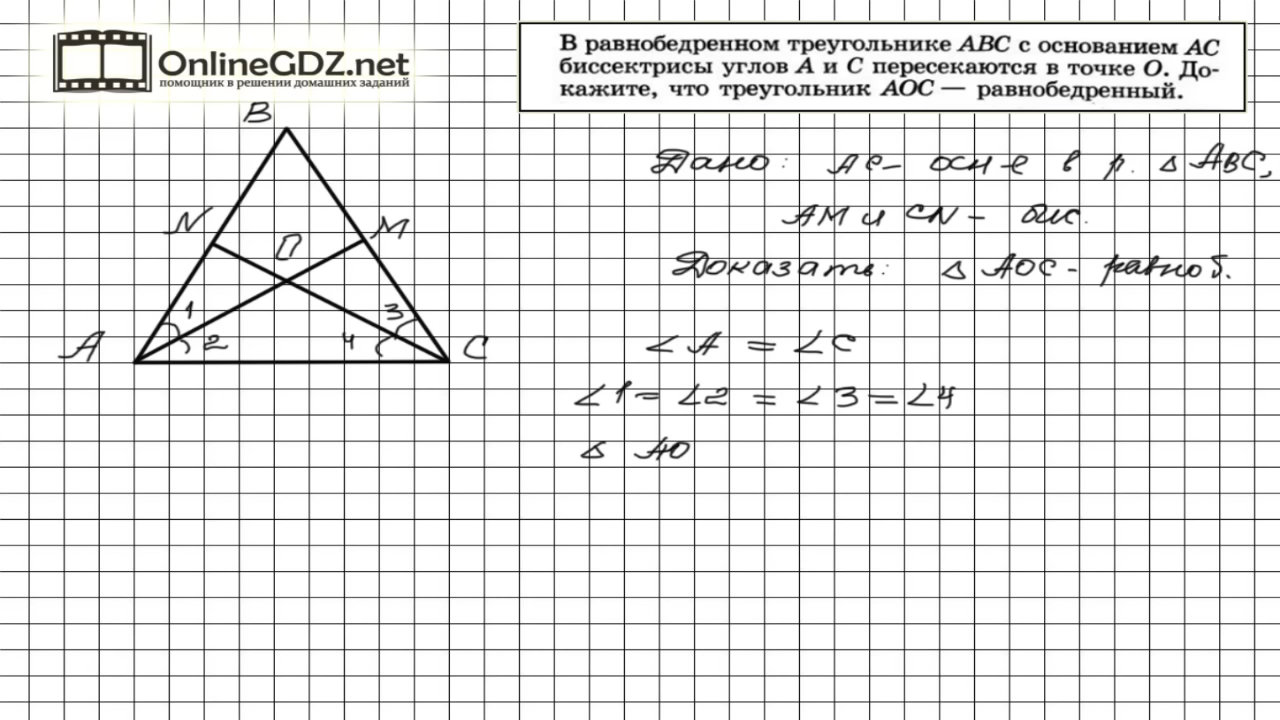 OnlineGDZ.net
помощник в решении домашних заданий
В равнобедренном треугольнике ABC с основанием AC
биссектрисы углов A и C пересекаются в точке O. До-
кажите, что треугольник AOC — равнобедренный.
B
N
M
O
1
3
A
2
4
C
Дано: AC - осн-е в р. △ ABC,
AM и CN - бис.
Доказать: △ AOC - равноб.
∠A = ∠C
∠1 = ∠2 = ∠3 = ∠4
△ AO